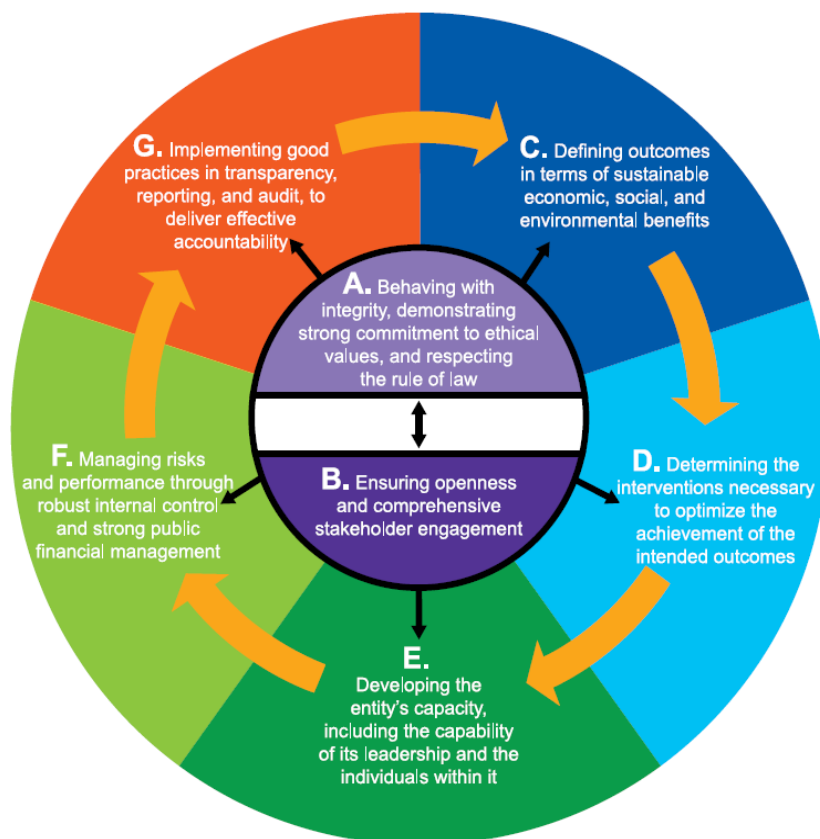 A. Behaving with
integrity, demonstrating
strong commitment to ethical
values, and respecting
the rule of law
B. Ensuring openness
and comprehensive
stakeholder engagement
C. Defining outcomes
in terms of sustainable
economic, social, and
environmental benefits
D. Determining the
interventions necessary
to optimize the
achievement of the
intended outcomes
E.
Developing the
entity's capacity,
including the capability
of its leadership and the
individuals within it
F. Managing risks
and performance through
robust internal control
and strong public
financial management
G. Implementing good
practices in transparency,
reporting, and audit, to
deliver effective
accountability